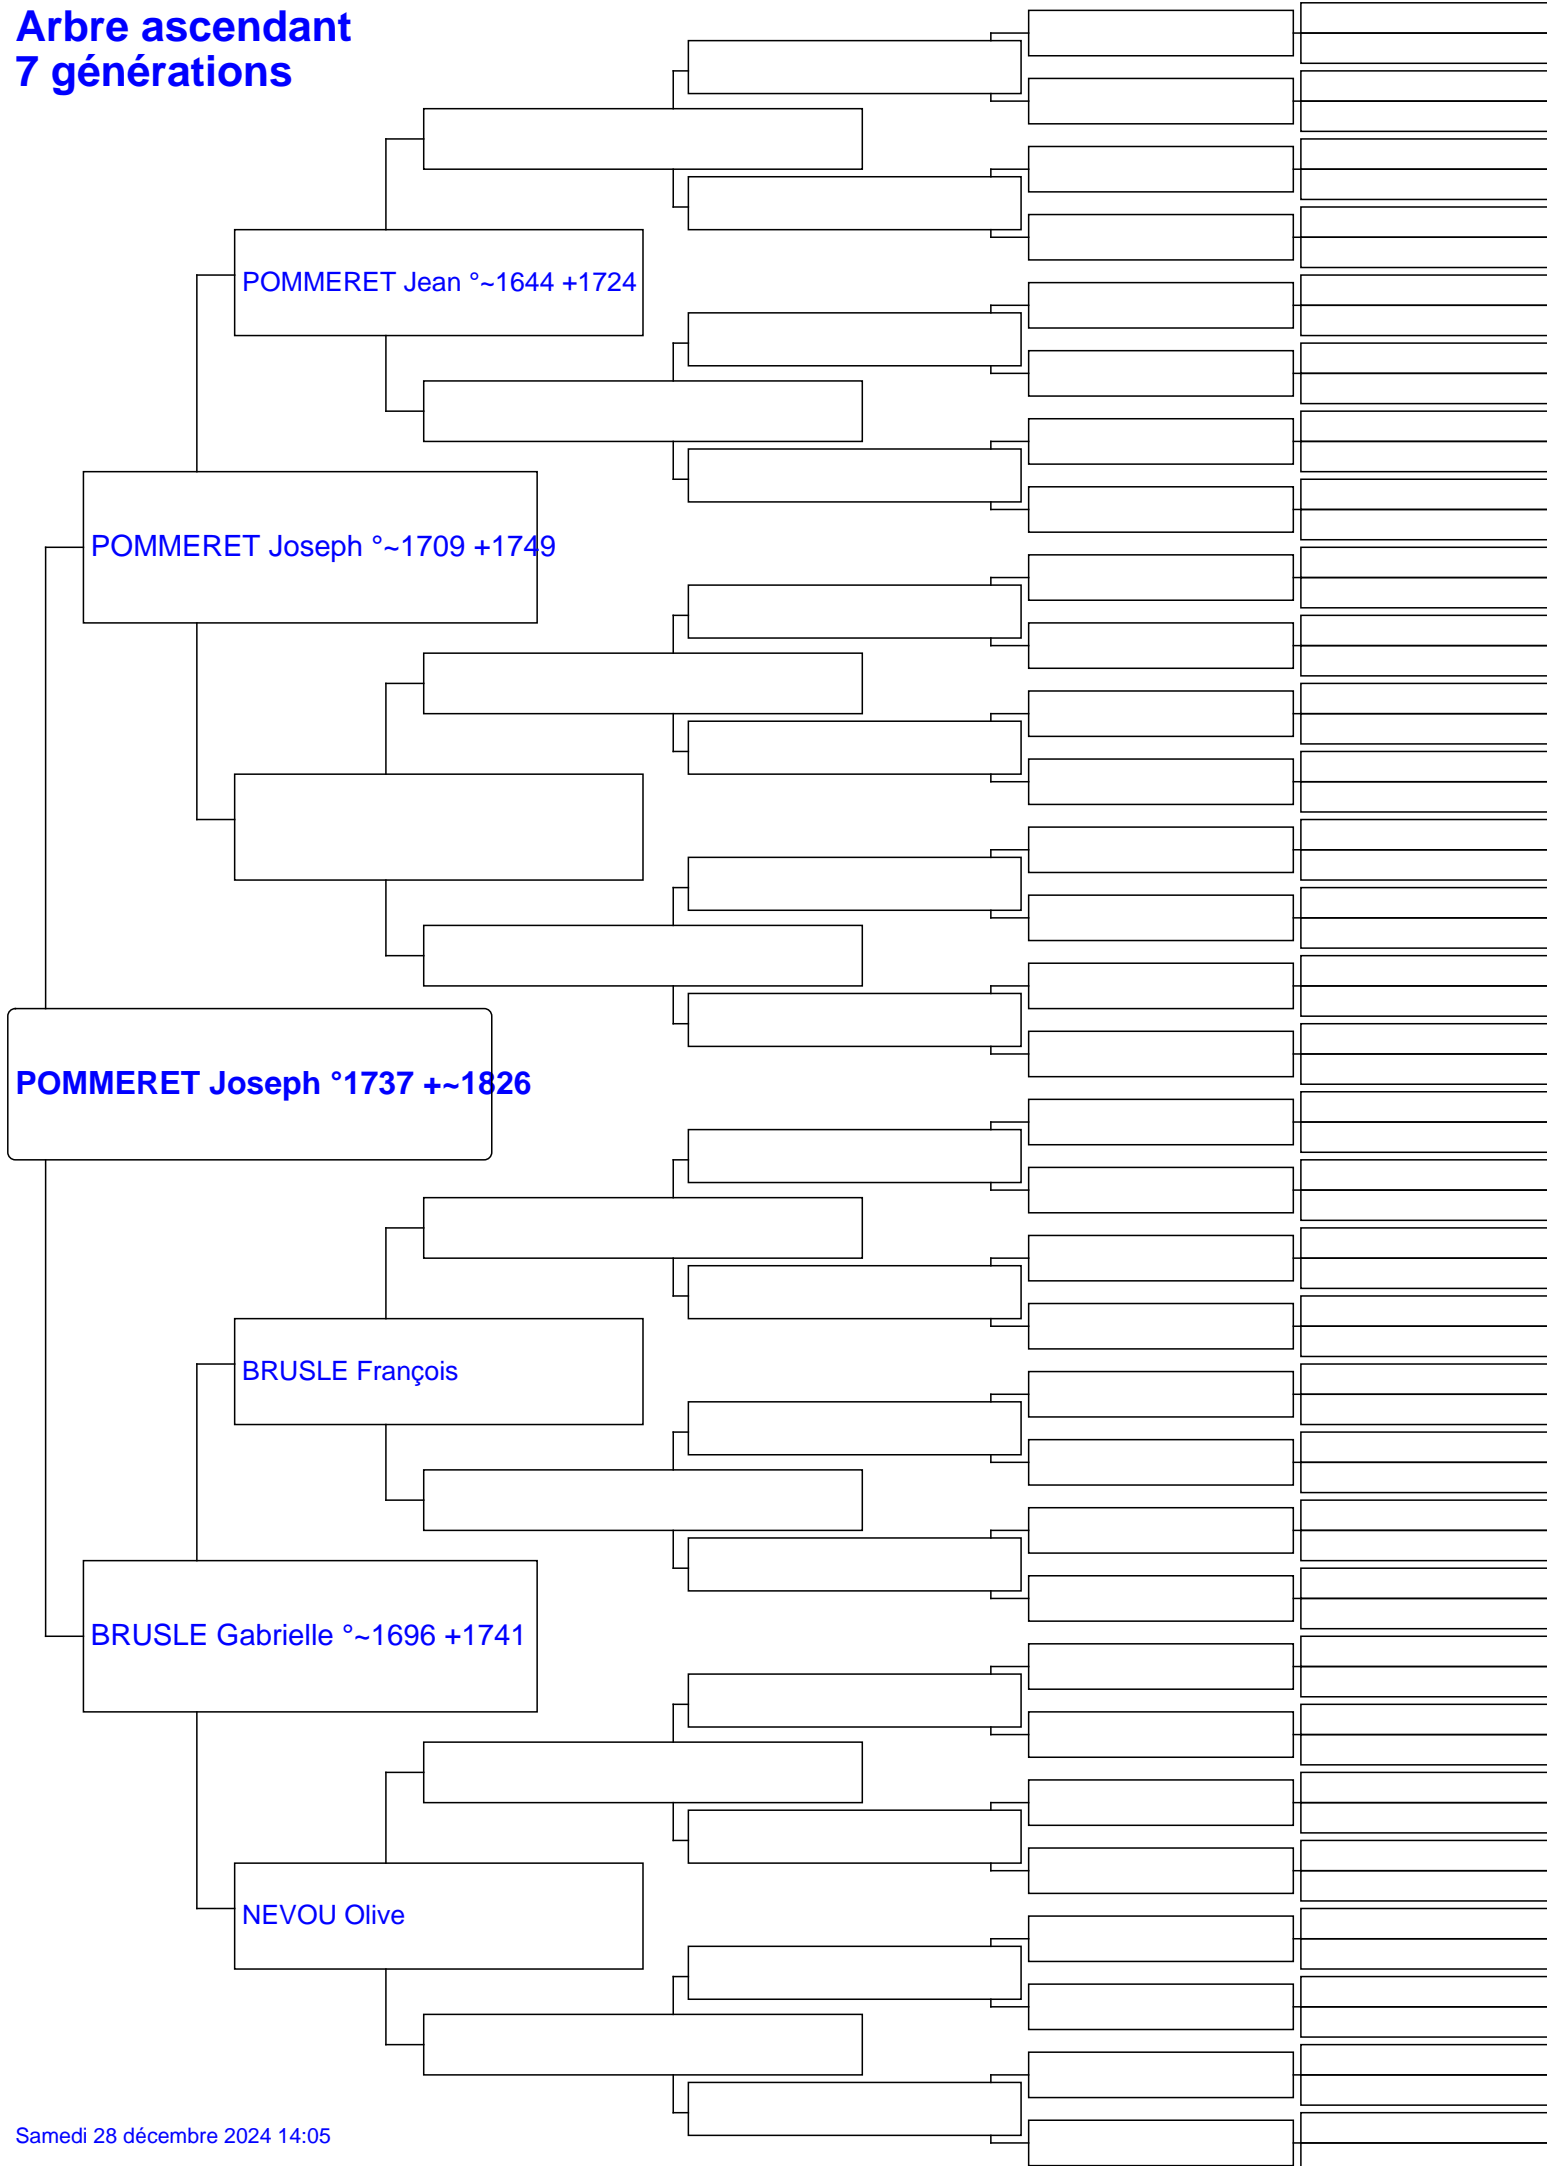 Arbre ascendant
7 générations
POMMERET Jean °~1644 +1724
POMMERET Joseph °~1709 +1749
POMMERET Joseph °1737 +~1826
BRUSLE François
BRUSLE Gabrielle °~1696 +1741
NEVOU Olive
Samedi 28 décembre 2024 14:05